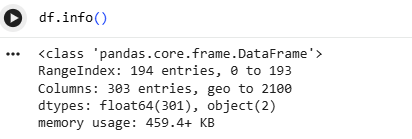 df.info()
<class 'pandas.core.frame.DataFrame'>
RangeIndex: 194 entries, 0 to 193
Columns: 303 entries, geo to 2100
dtypes: float64(301), object(2)
memory usage: 459.4+ KB